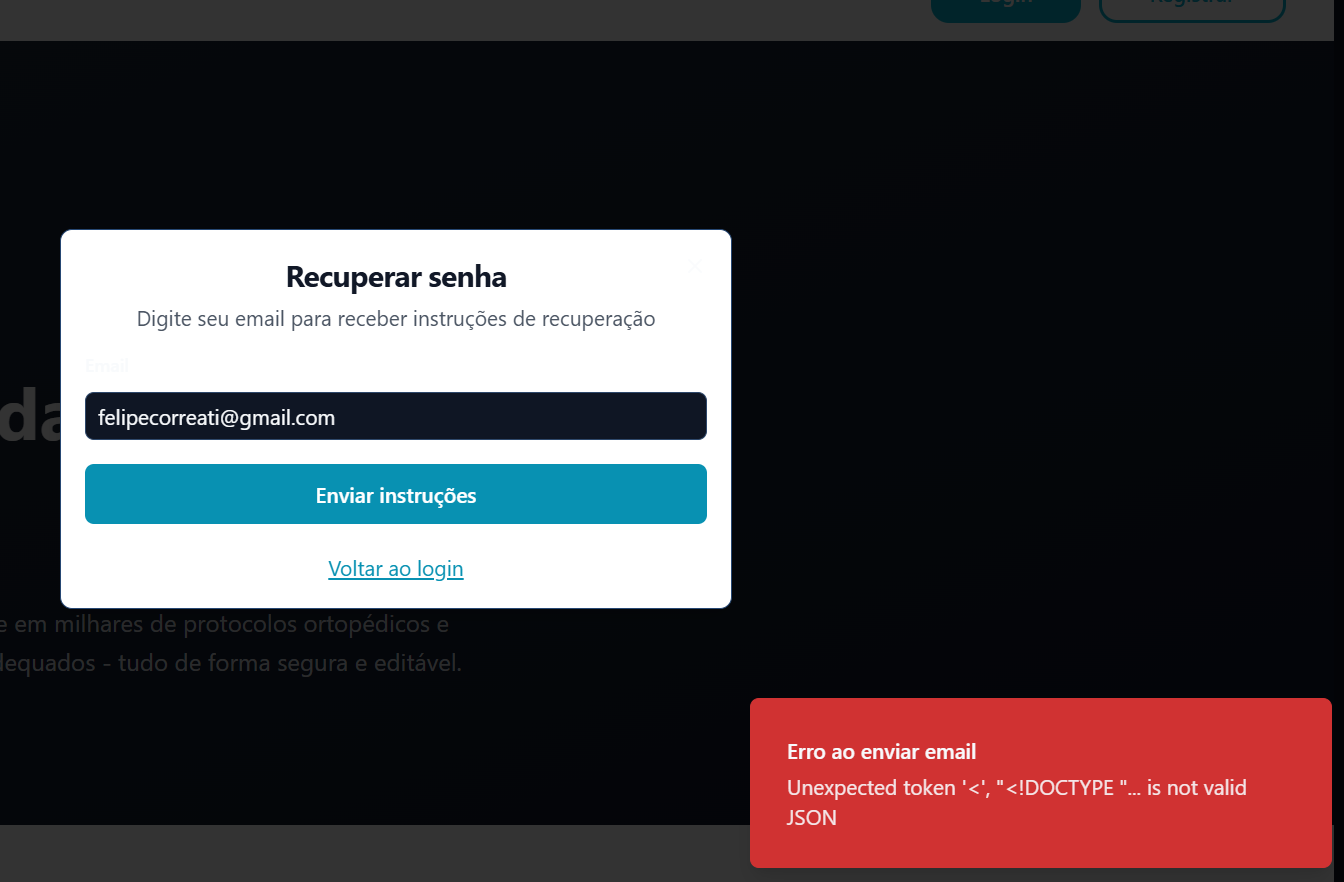 Login
Registrar
Recuperar senha
Digite seu email para receber instruções de recuperação
Email
felipecorreati@gmail.com
Enviar instruções
Voltar ao login
da
e em milhares de protocolos ortopédicos e
dequados - tudo de forma segura e editável.
Erro ao enviar email
Unexpected token '<', "<!DOCTYPE "... is not valid
JSON